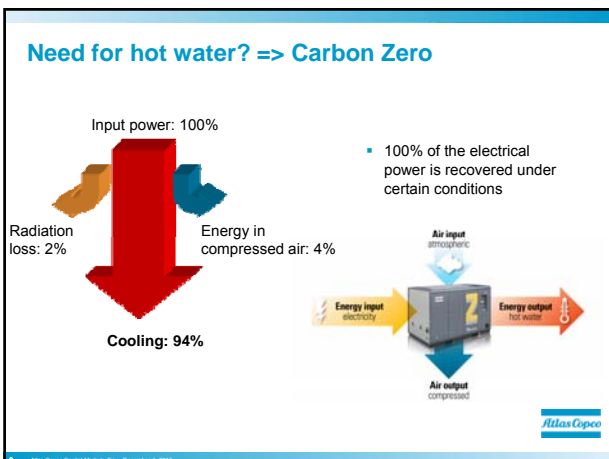 Need for hot water? => Carbon Zero
Input power: 100%
Radiation
loss: 2%
Energy in
compressed air: 4%
Cooling: 94%
▪ 100% of the electrical
power is recovered under
certain conditions
Air input
atmospheric
Energy input
electricity
Z
Energy output
hot water
Air output
compressed
Atlas Copco